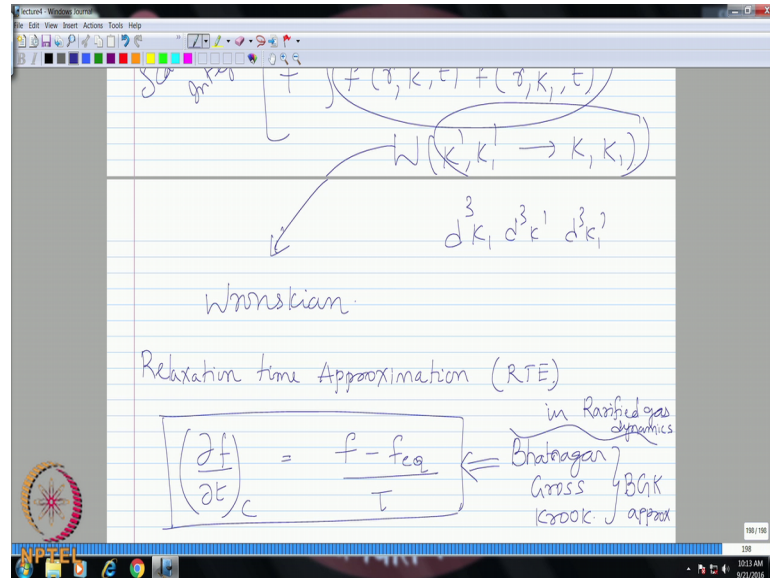 lecture4 - Windows Journal
File Edit View Insert Actions Tools Help
f(r, k, t) f(r, k₁, t)
W(k', k₁' → k, k₁)
d³k₁ d³k' d³k₁'
Wronskian.
Relaxation time Approximation (RTE)
in Rarified gas
dynamics
(∂f/∂t)_C = (f - f_eq)/τ ⇐ Bhatnagar
Gross
Krook.
BGK
approx
198 / 198
198
NPTEL
10:13 AM
9/21/2016